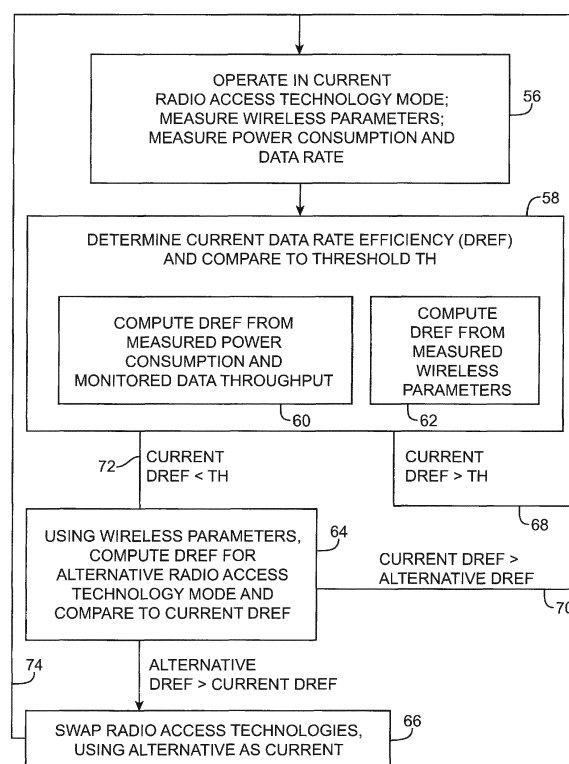 OPERATE IN CURRENT
RADIO ACCESS TECHNOLOGY MODE;
MEASURE WIRELESS PARAMETERS;
MEASURE POWER CONSUMPTION AND
DATA RATE
56
58
DETERMINE CURRENT DATA RATE EFFICIENCY (DREF)
AND COMPARE TO THRESHOLD TH
COMPUTE DREF FROM
MEASURED POWER
CONSUMPTION AND
MONITORED DATA THROUGHPUT
60
COMPUTE
DREF FROM
MEASURED
WIRELESS
PARAMETERS
62
72
CURRENT
DREF < TH
CURRENT
DREF > TH
68
USING WIRELESS PARAMETERS,
COMPUTE DREF FOR
ALTERNATIVE RADIO ACCESS
TECHNOLOGY MODE AND
COMPARE TO CURRENT DREF
64
CURRENT DREF >
ALTERNATIVE DREF
70
74
ALTERNATIVE
DREF > CURRENT DREF
SWAP RADIO ACCESS TECHNOLOGIES,
USING ALTERNATIVE AS CURRENT
66